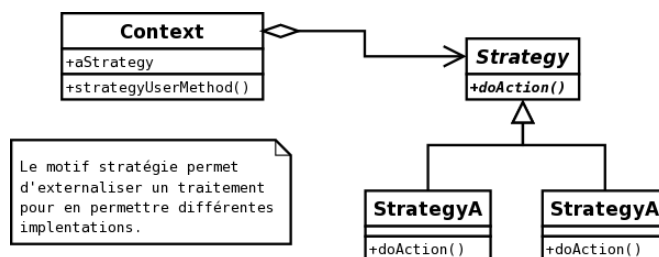 Context
+aStrategy
+strategyUserMethod()
Strategy
+doAction()
Le motif stratégie permet
d'externaliser un traitement
pour en permettre différentes
implentations.
StrategyA
+doAction()
StrategyA
+doAction()